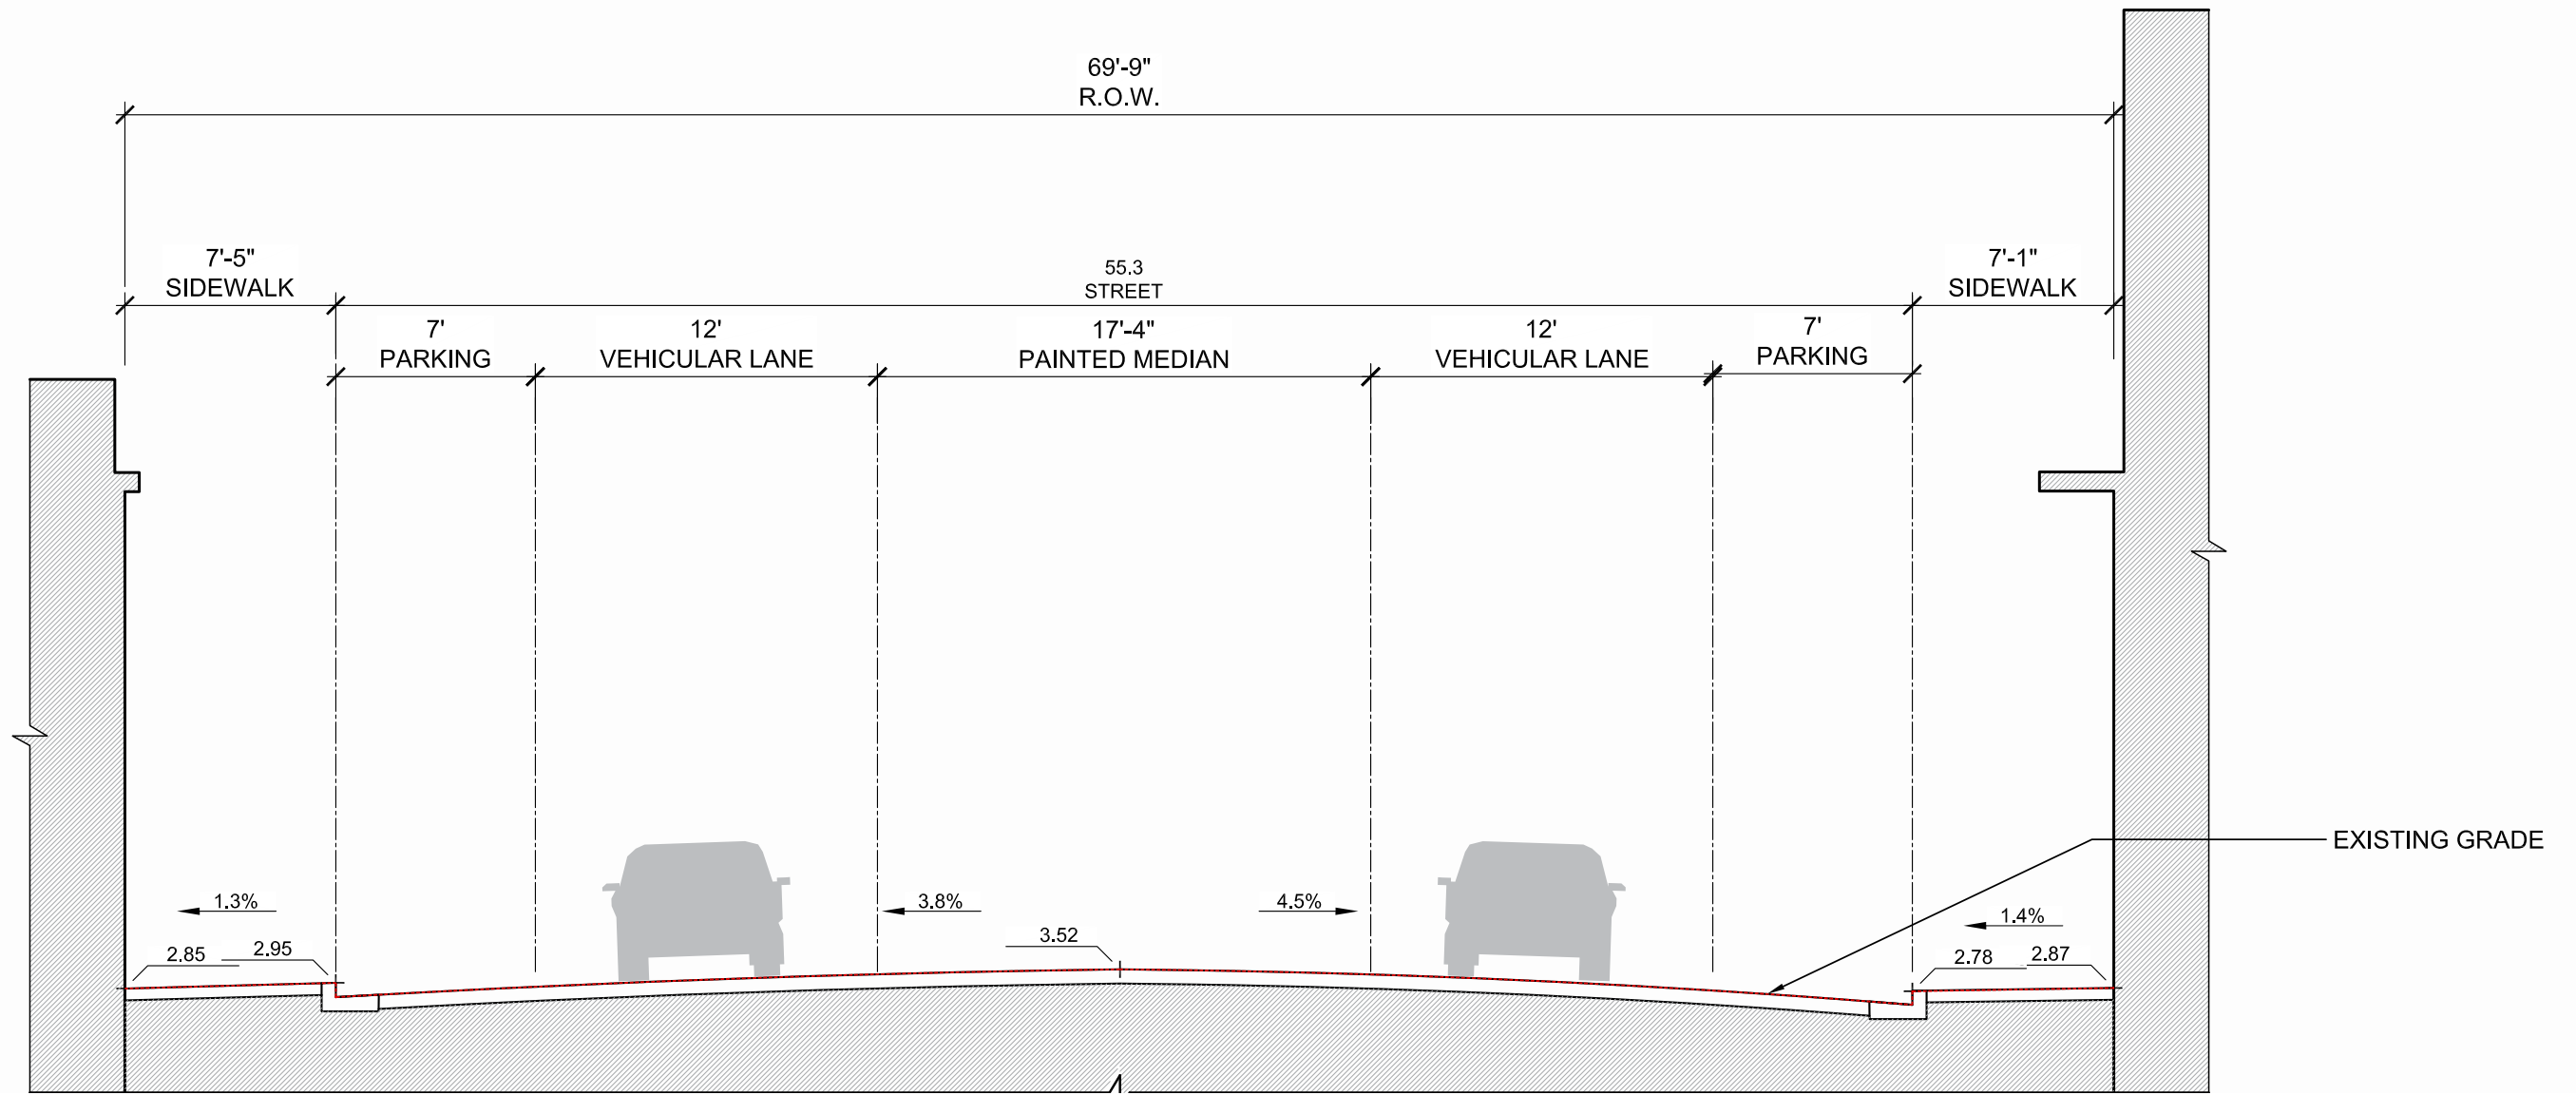 69'-9"
R.O.W.
7'-5"
SIDEWALK
55.3
STREET
7'-1"
SIDEWALK
7'
PARKING
12'
VEHICULAR LANE
17'-4"
PAINTED MEDIAN
12'
VEHICULAR LANE
7'
PARKING
EXISTING GRADE
1.3%
3.8%
4.5%
1.4%
2.85
2.95
3.52
2.78
2.87